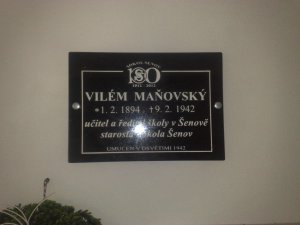 SOKOL ŠENOV
150
1862 - 2012
VILÉM MAŇOVSKÝ
*1. 2. 1894 †9. 2. 1942
učitel a ředitel školy v Šenově
starosta Sokola Šenov
UMUČEN V OSVĚTIMI 1942